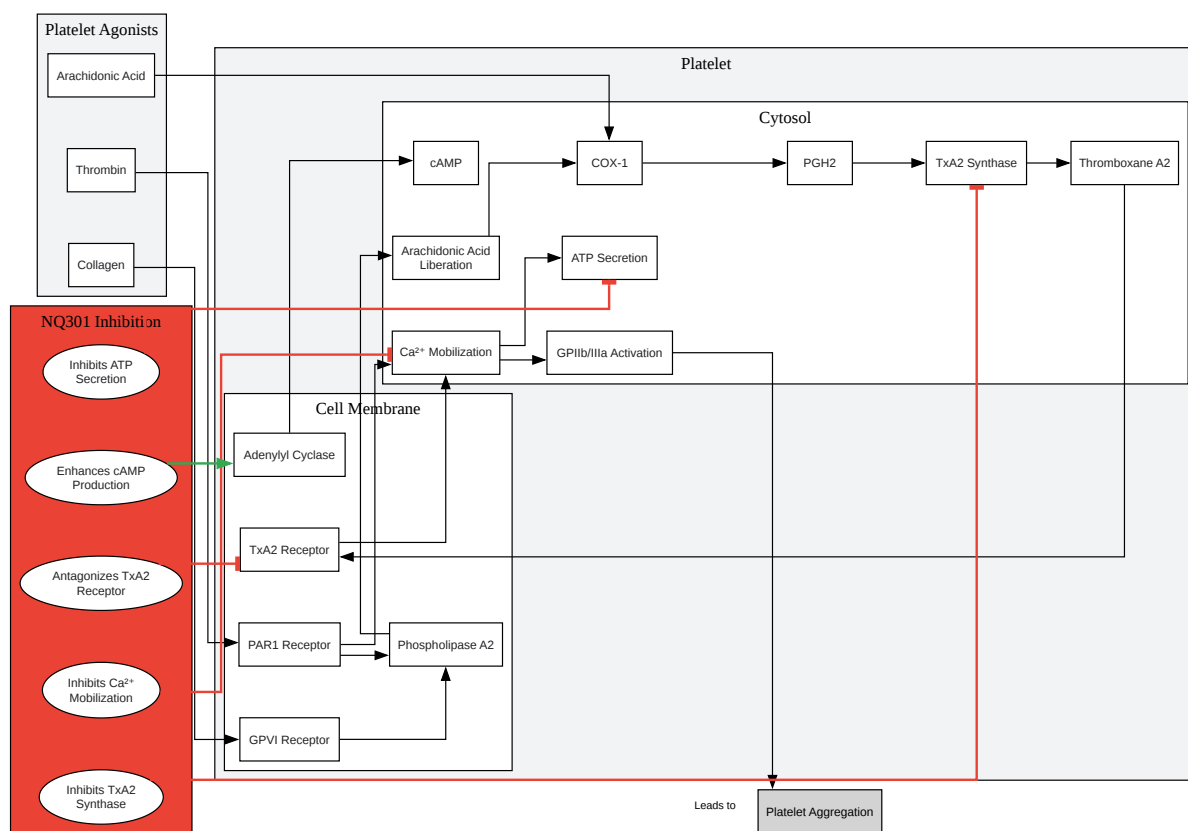 Platelet Agonists
Arachidonic Acid
Thrombin
Collagen
NQ301 Inhibition
Inhibits ATP
Secretion
Enhances cAMP
Production
Antagonizes TxA2
Receptor
Inhibits Ca²⁺
Mobilization
Inhibits TxA2
Synthase
Platelet
Cytosol
cAMP
COX-1
PGH2
TxA2 Synthase
Thromboxane A2
Arachidonic Acid
Liberation
ATP Secretion
Ca²⁺ Mobilization
GPIIb/IIIa Activation
Cell Membrane
Adenylyl Cyclase
TxA2 Receptor
PAR1 Receptor
Phospholipase A2
GPVI Receptor
Leads to
Platelet Aggregation